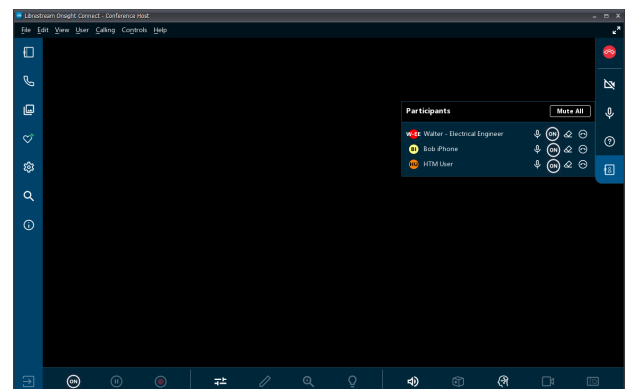 Librestream Onsight Connect - Conference Host
File Edit View User Calling Controls Help
Participants Mute All
W-EE Walter - Electrical Engineer ON
BI Bob iPhone ON
HU HTM User ON
ON